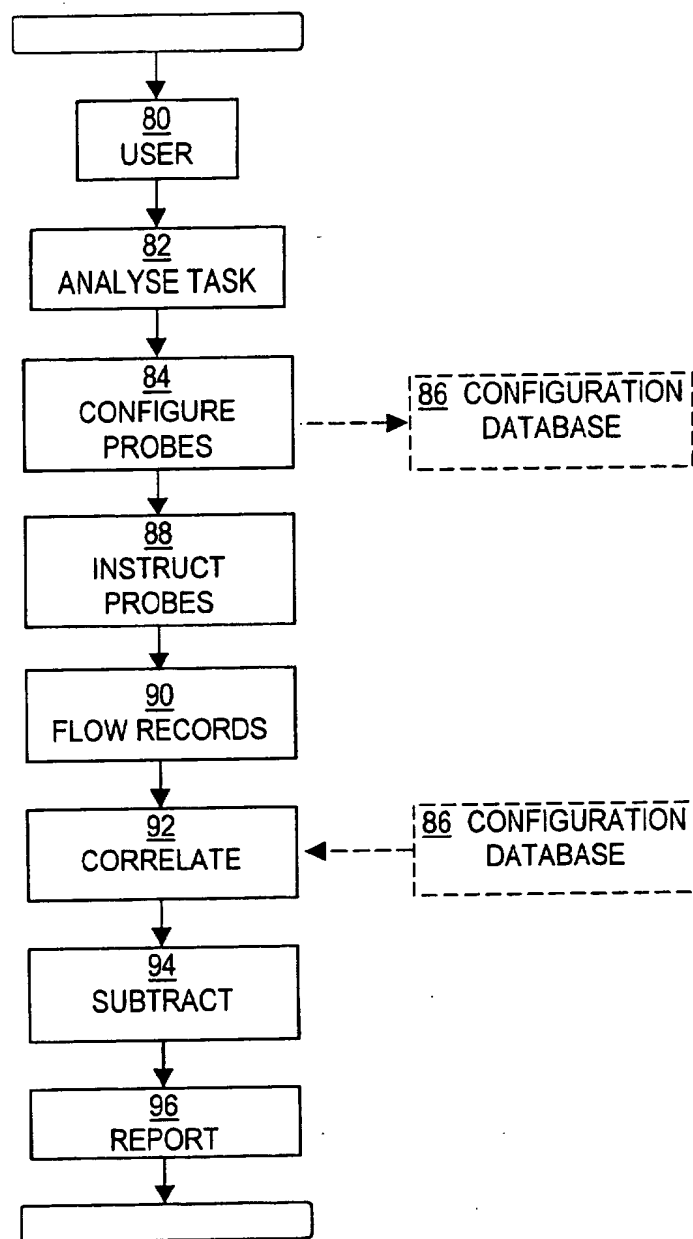 80
USER
82
ANALYSE TASK
84
CONFIGURE
PROBES
86 CONFIGURATION
DATABASE
88
INSTRUCT
PROBES
90
FLOW RECORDS
92
CORRELATE
86 CONFIGURATION
DATABASE
94
SUBTRACT
96
REPORT